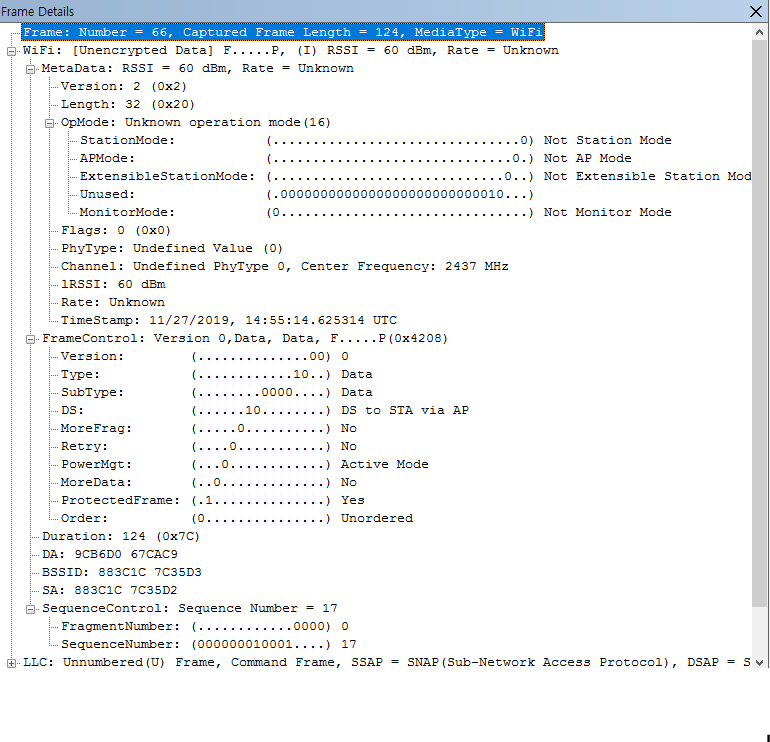 Frame Details
Frame: Number = 66, Captured Frame Length = 124, MediaType = WiFi
WiFi: [Unencrypted Data] F.....P, (I) RSSI = 60 dBm, Rate = Unknown
MetaData: RSSI = 60 dBm, Rate = Unknown
Version: 2 (0x2)
Length: 32 (0x20)
OpMode: Unknown operation mode(16)
StationMode: (...............................0) Not Station Mode
APMode: (..............................0.) Not AP Mode
ExtensibleStationMode: (.............................0..) Not Extensible Station Mod
Unused: (.0000000000000000000000000010...)
MonitorMode: (0...............................) Not Monitor Mode
Flags: 0 (0x0)
PhyType: Undefined Value (0)
Channel: Undefined PhyType 0, Center Frequency: 2437 MHz
lRSSI: 60 dBm
Rate: Unknown
TimeStamp: 11/27/2019, 14:55:14.625314 UTC
FrameControl: Version 0,Data, Data, F.....P(0x4208)
Version: (..............00) 0
Type: (............10..) Data
SubType: (........0000....) Data
DS: (......10........) DS to STA via AP
MoreFrag: (.....0..........) No
Retry: (....0...........) No
PowerMgt: (...0............) Active Mode
MoreData: (..0.............) No
ProtectedFrame: (.1..............) Yes
Order: (0...............) Unordered
Duration: 124 (0x7C)
DA: 9CB6D0 67CAC9
BSSID: 883C1C 7C35D3
SA: 883C1C 7C35D2
SequenceControl: Sequence Number = 17
FragmentNumber: (............0000) 0
SequenceNumber: (000000010001....) 17
LLC: Unnumbered(U) Frame, Command Frame, SSAP = SNAP(Sub-Network Access Protocol), DSAP = S